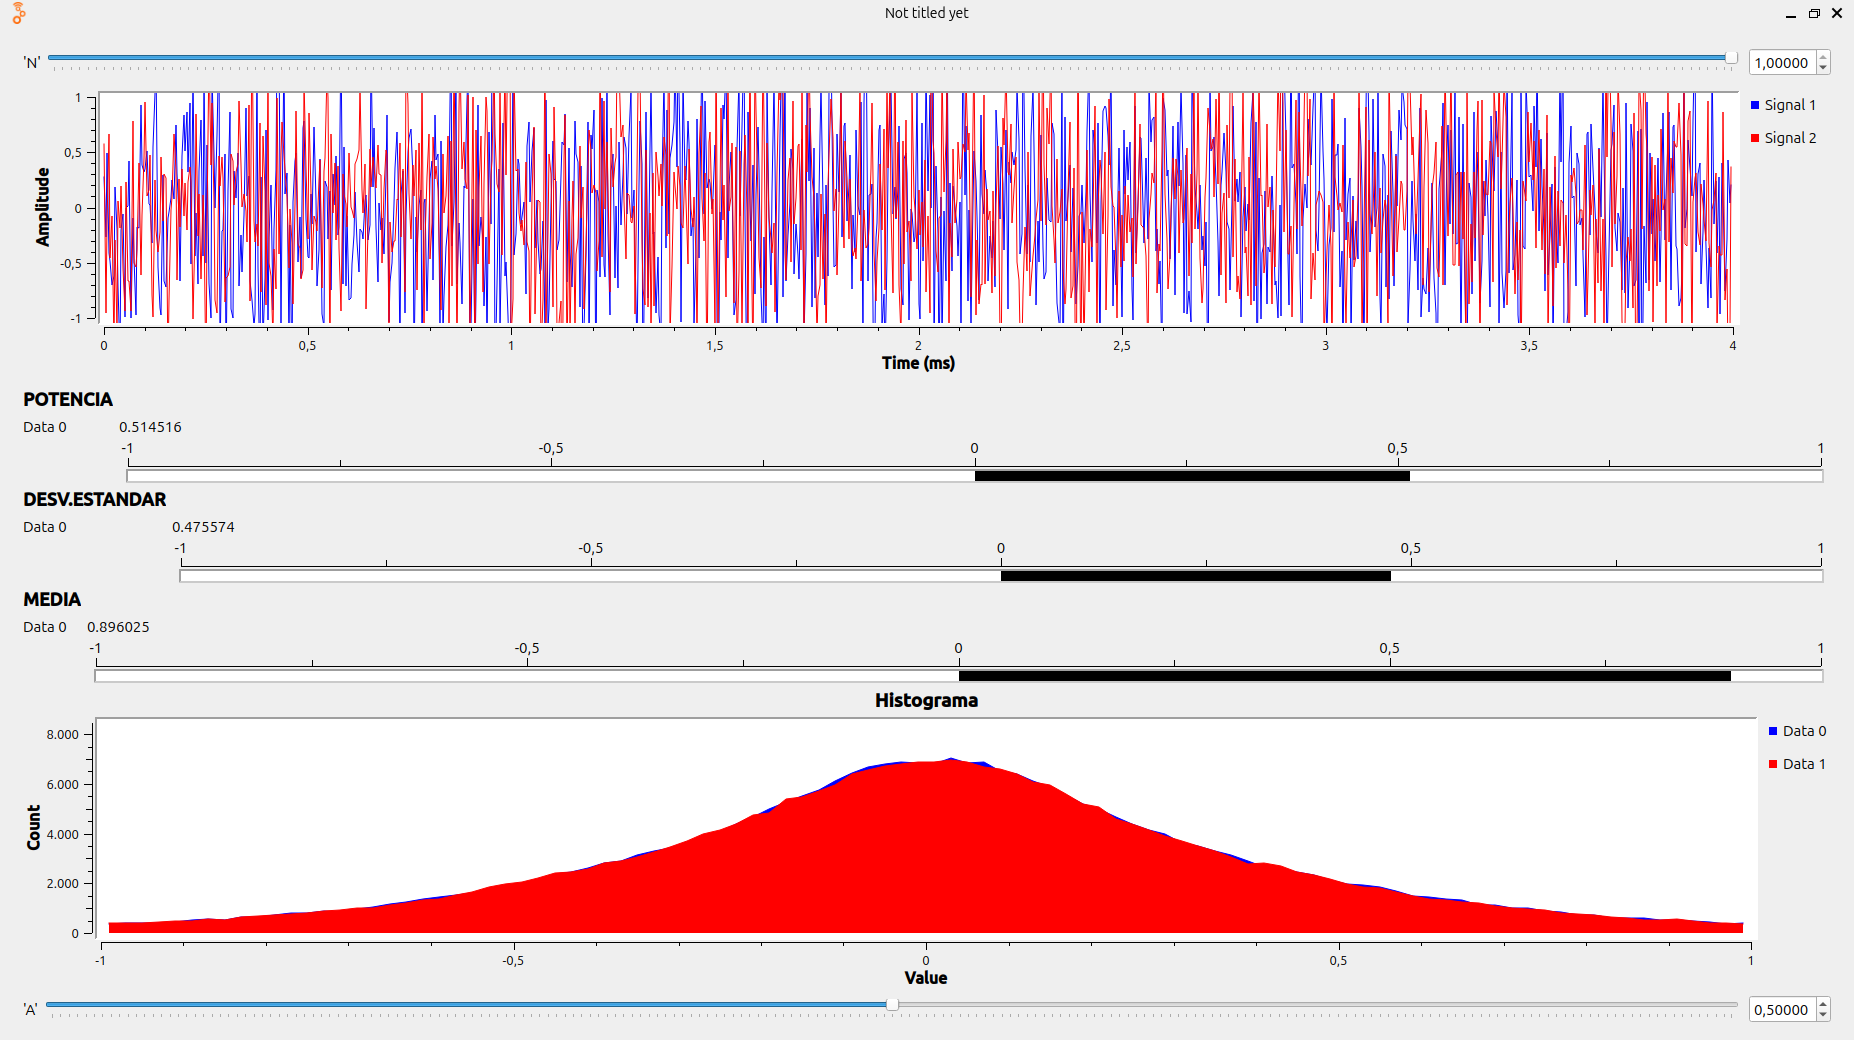 Not titled yet
'N'
1,00000
1
0,5
0
-0,5
-1
Amplitude
Signal 1
Signal 2
0 0,5 1 1,5 2 2,5 3 3,5 4
Time (ms)
POTENCIA
Data 0 0.514516
-1 -0,5 0 0,5 1
DESV.ESTANDAR
Data 0 0.475574
-1 -0,5 0 0,5 1
MEDIA
Data 0 0.896025
-1 -0,5 0 0,5 1
Histograma
8.000
6.000
4.000
2.000
0
Count
Data 0
Data 1
-1 -0,5 0 0,5 1
Value
'A'
0,50000